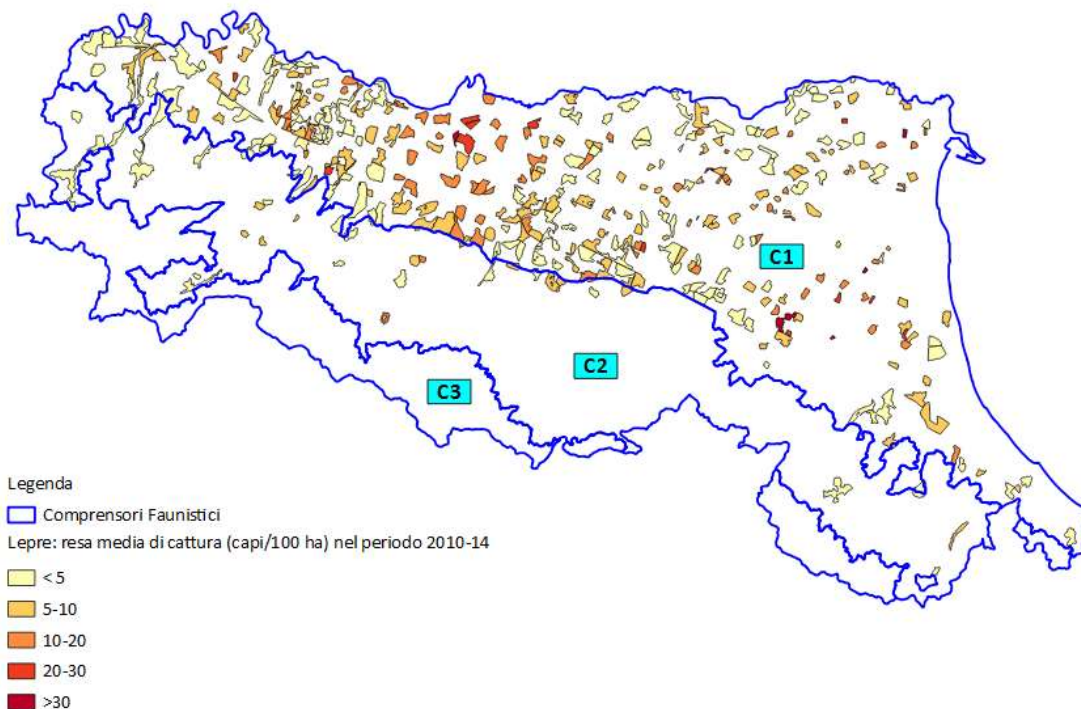 C1
C2
C3
Legenda
Comprensori Faunistici
Lepre: resa media di cattura (capi/100 ha) nel periodo 2010-14
< 5
5-10
10-20
20-30
>30